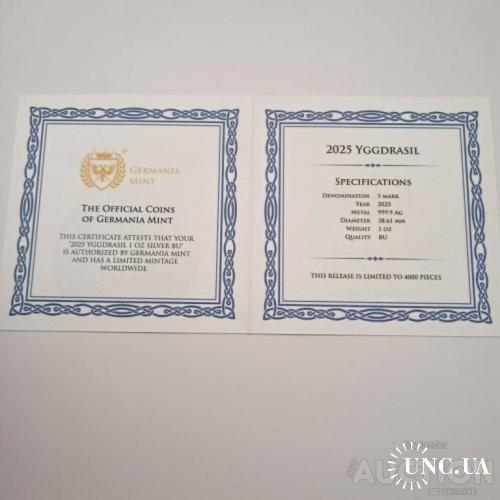 GERMANIA
MINT
THE OFFICIAL COINS
OF GERMANIA MINT
THIS CERTIFICATE ATTESTS THAT YOUR
"2025 YGGDRASIL 1 OZ SILVER BU"
IS AUTHORIZED BY GERMANIA MINT
AND HAS A LIMITED MINTAGE
WORLDWIDE.
2025 YGGDRASIL
SPECIFICATIONS
DENOMINATION 5 MARK
YEAR 2025
METAL 999.9 AG
DIAMETER 38.61 MM
WEIGHT 1 OZ
QUALITY BU
THIS RELEASE IS LIMITED TO 4000 PIECES
AUCTION
UNC.UA
UKRAINE